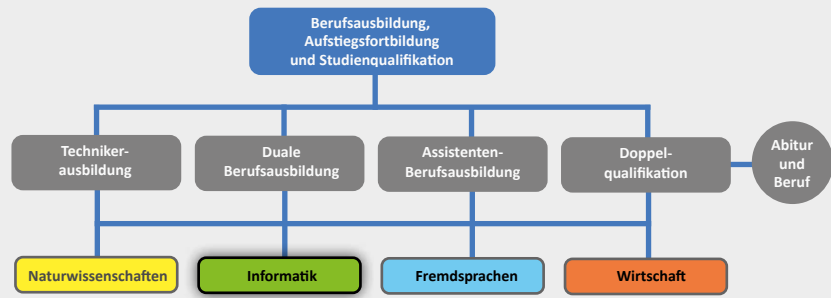 Berufsausbildung,
Aufstiegsfortbildung
und Studienqualifikation
Techniker-
ausbildung
Duale
Berufsausbildung
Assistenten-
Berufsausbildung
Doppel-
qualifikation
Abitur
und
Beruf
Naturwissenschaften
Informatik
Fremdsprachen
Wirtschaft